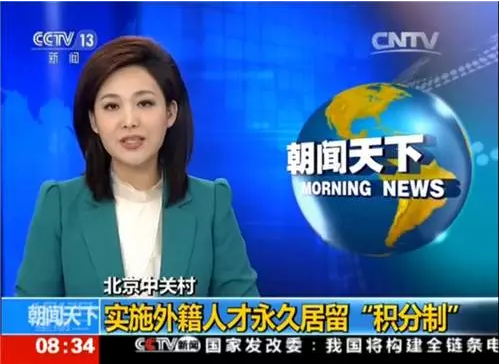 CCTV 13
新闻
CNTV
朝闻天下
MORNING NEWS
北京中关村
朝闻天下
实施外籍人才永久居留“积分制”
08:34
CCTV新闻
国家发改委：我国将构建全链条电